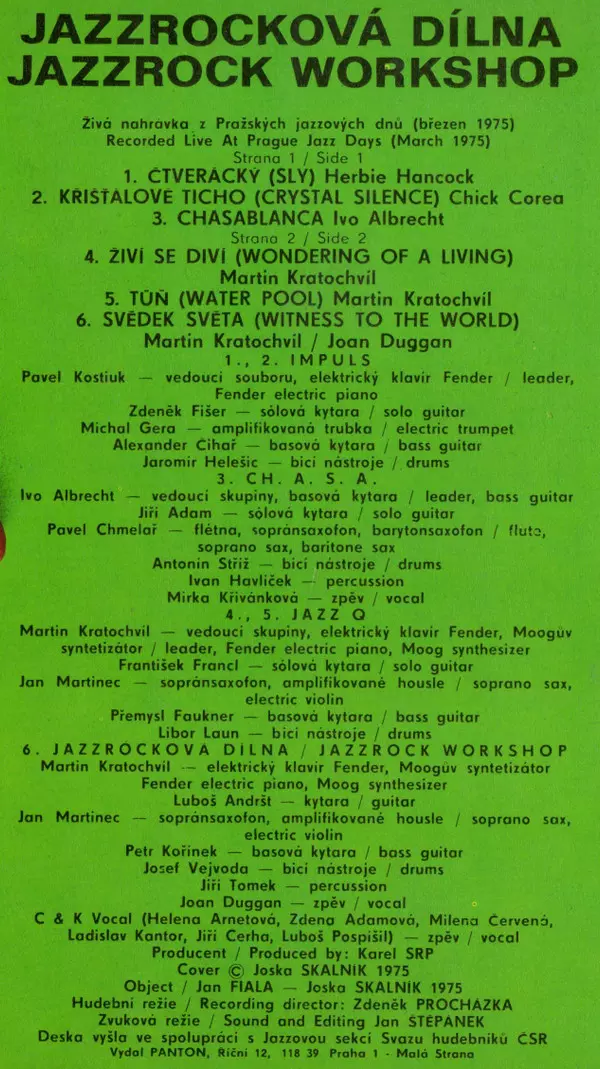 JAZZROCKOVÁ DÍLNA
JAZZROCK WORKSHOP
Živá nahrávka z Pražských jazzových dnů (březen 1975)
Recorded Live At Prague Jazz Days (March 1975)
Strana 1 / Side 1
1. ČTVERÁCKÝ (SLY) Herbie Hancock
2. KŘIŠŤÁLOVÉ TICHO (CRYSTAL SILENCE) Chick Corea
3. CHASABLANCA Ivo Albrecht
Strana 2 / Side 2
4. ŽIVÍ SE DIVÍ (WONDERING OF A LIVING)
Martin Kratochvíl
5. TŮŇ (WATER POOL) Martin Kratochvíl
6. SVĚDEK SVĚTA (WITNESS TO THE WORLD)
Martin Kratochvíl / Joan Duggan
1., 2. IMPULS
Pavel Kostiuk — vedoucí souboru, elektrický klavír Fender / leader,
Fender electric piano
Zdeněk Fišer — sólová kytara / solo guitar
Michal Gera — amplifikovaná trubka / electric trumpet
Alexander Čihař — basová kytara / bass guitar
Jaromír Helešic — bicí nástroje / drums
3. CH. A. S. A.
Ivo Albrecht — vedoucí skupiny, basová kytara / leader, bass guitar
Jiří Adam — sólová kytara / solo guitar
Pavel Chmelař — flétna, sopránsaxofon, barytonsaxofon / flute,
soprano sax, baritone sax
Antonín Stříž — bicí nástroje / drums
Ivan Havlíček — percussion
Mirka Křivánková — zpěv / vocal
4., 5. JAZZ Q
Martin Kratochvíl — vedoucí skupiny, elektrický klavír Fender, Moogův
syntetizátor / leader, Fender electric piano, Moog synthesizer
František Francl — sólová kytara / solo guitar
Jan Martinec — sopránsaxofon, amplifikované housle / soprano sax,
electric violin
Přemysl Faukner — basová kytara / bass guitar
Libor Laun — bicí nástroje / drums
6. JAZZROCKOVÁ DÍLNA / JAZZROCK WORKSHOP
Martin Kratochvíl — elektrický klavír Fender, Moogův syntetizátor
Fender electric piano, Moog synthesizer
Luboš Andršt — kytara / guitar
Jan Martinec — sopránsaxofon, amplifikované housle / soprano sax,
electric violin
Petr Kořínek — basová kytara / bass guitar
Josef Vejvoda — bicí nástroje / drums
Jiří Tomek — percussion
Joan Duggan — zpěv / vocal
C & K Vocal (Helena Arnetová, Zdena Adamová, Milena Červená,
Ladislav Kantor, Jiří Cerha, Luboš Pospíšil) — zpěv / vocal
Producent / Produced by: Karel SRP
Cover © Joska SKALNÍK 1975
Object / Jan FIALA — Joska SKALNÍK 1975
Hudební režie / Recording director: Zdeněk PROCHÁZKA
Zvuková režie / Sound and Editing Jan ŠTĚPÁNEK
Deska vyšla ve spolupráci s Jazzovou sekcí Svazu hudebníků ČSR
Vydal PANTON, Říční 12, 118 39 Praha 1 - Malá Strana